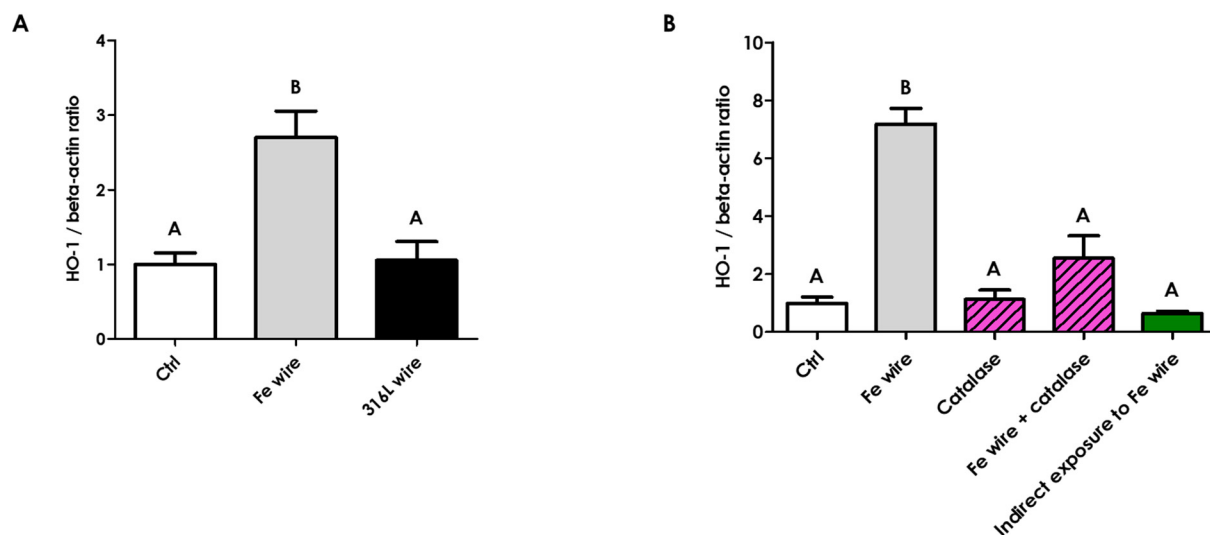 A
HO-1 / beta-actin ratio
4
3
2
1
0
A
B
A
Ctrl
Fe wire
316L wire
B
HO-1 / beta-actin ratio
10
8
6
4
2
0
A
B
A
A
A
Ctrl
Fe wire
Catalase
Fe wire + catalase
Indirect exposure to Fe wire